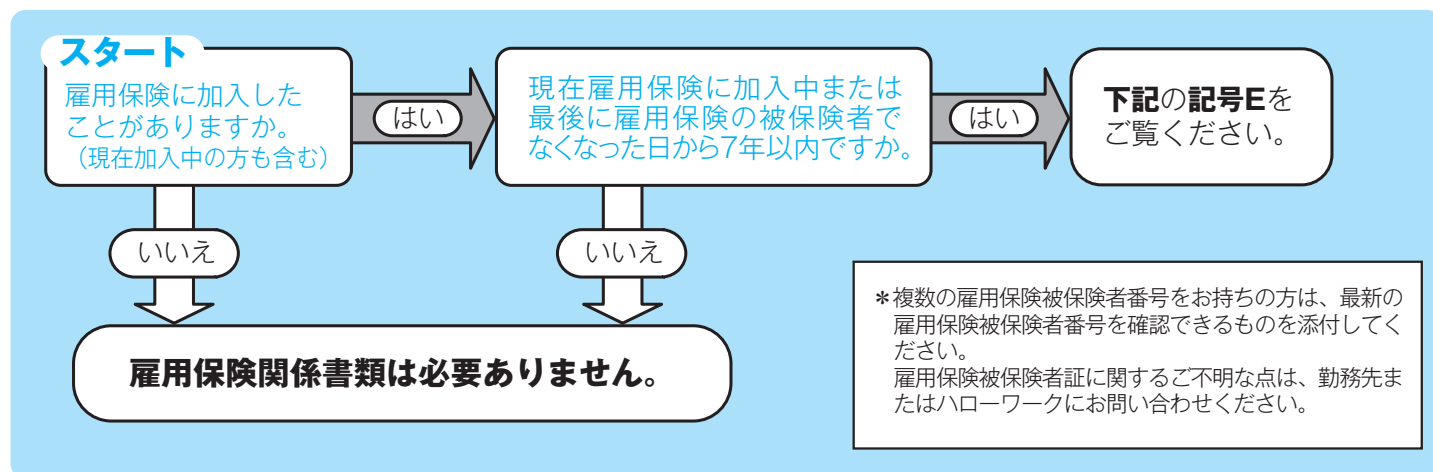 スタート
雇用保険に加入した
ことがありますか。
（現在加入中の方も含む）
はい
現在雇用保険に加入中または
最後に雇用保険の被保険者で
なくなった日から7年以内ですか。
はい
下記の記号Eを
ご覧ください。
いいえ
いいえ
雇用保険関係書類は必要ありません。
＊複数の雇用保険被保険者番号をお持ちの方は、最新の
雇用保険被保険者番号を確認できるものを添付してく
ださい。
雇用保険被保険者証に関するご不明な点は、勤務先ま
たはハローワークにお問い合わせください。